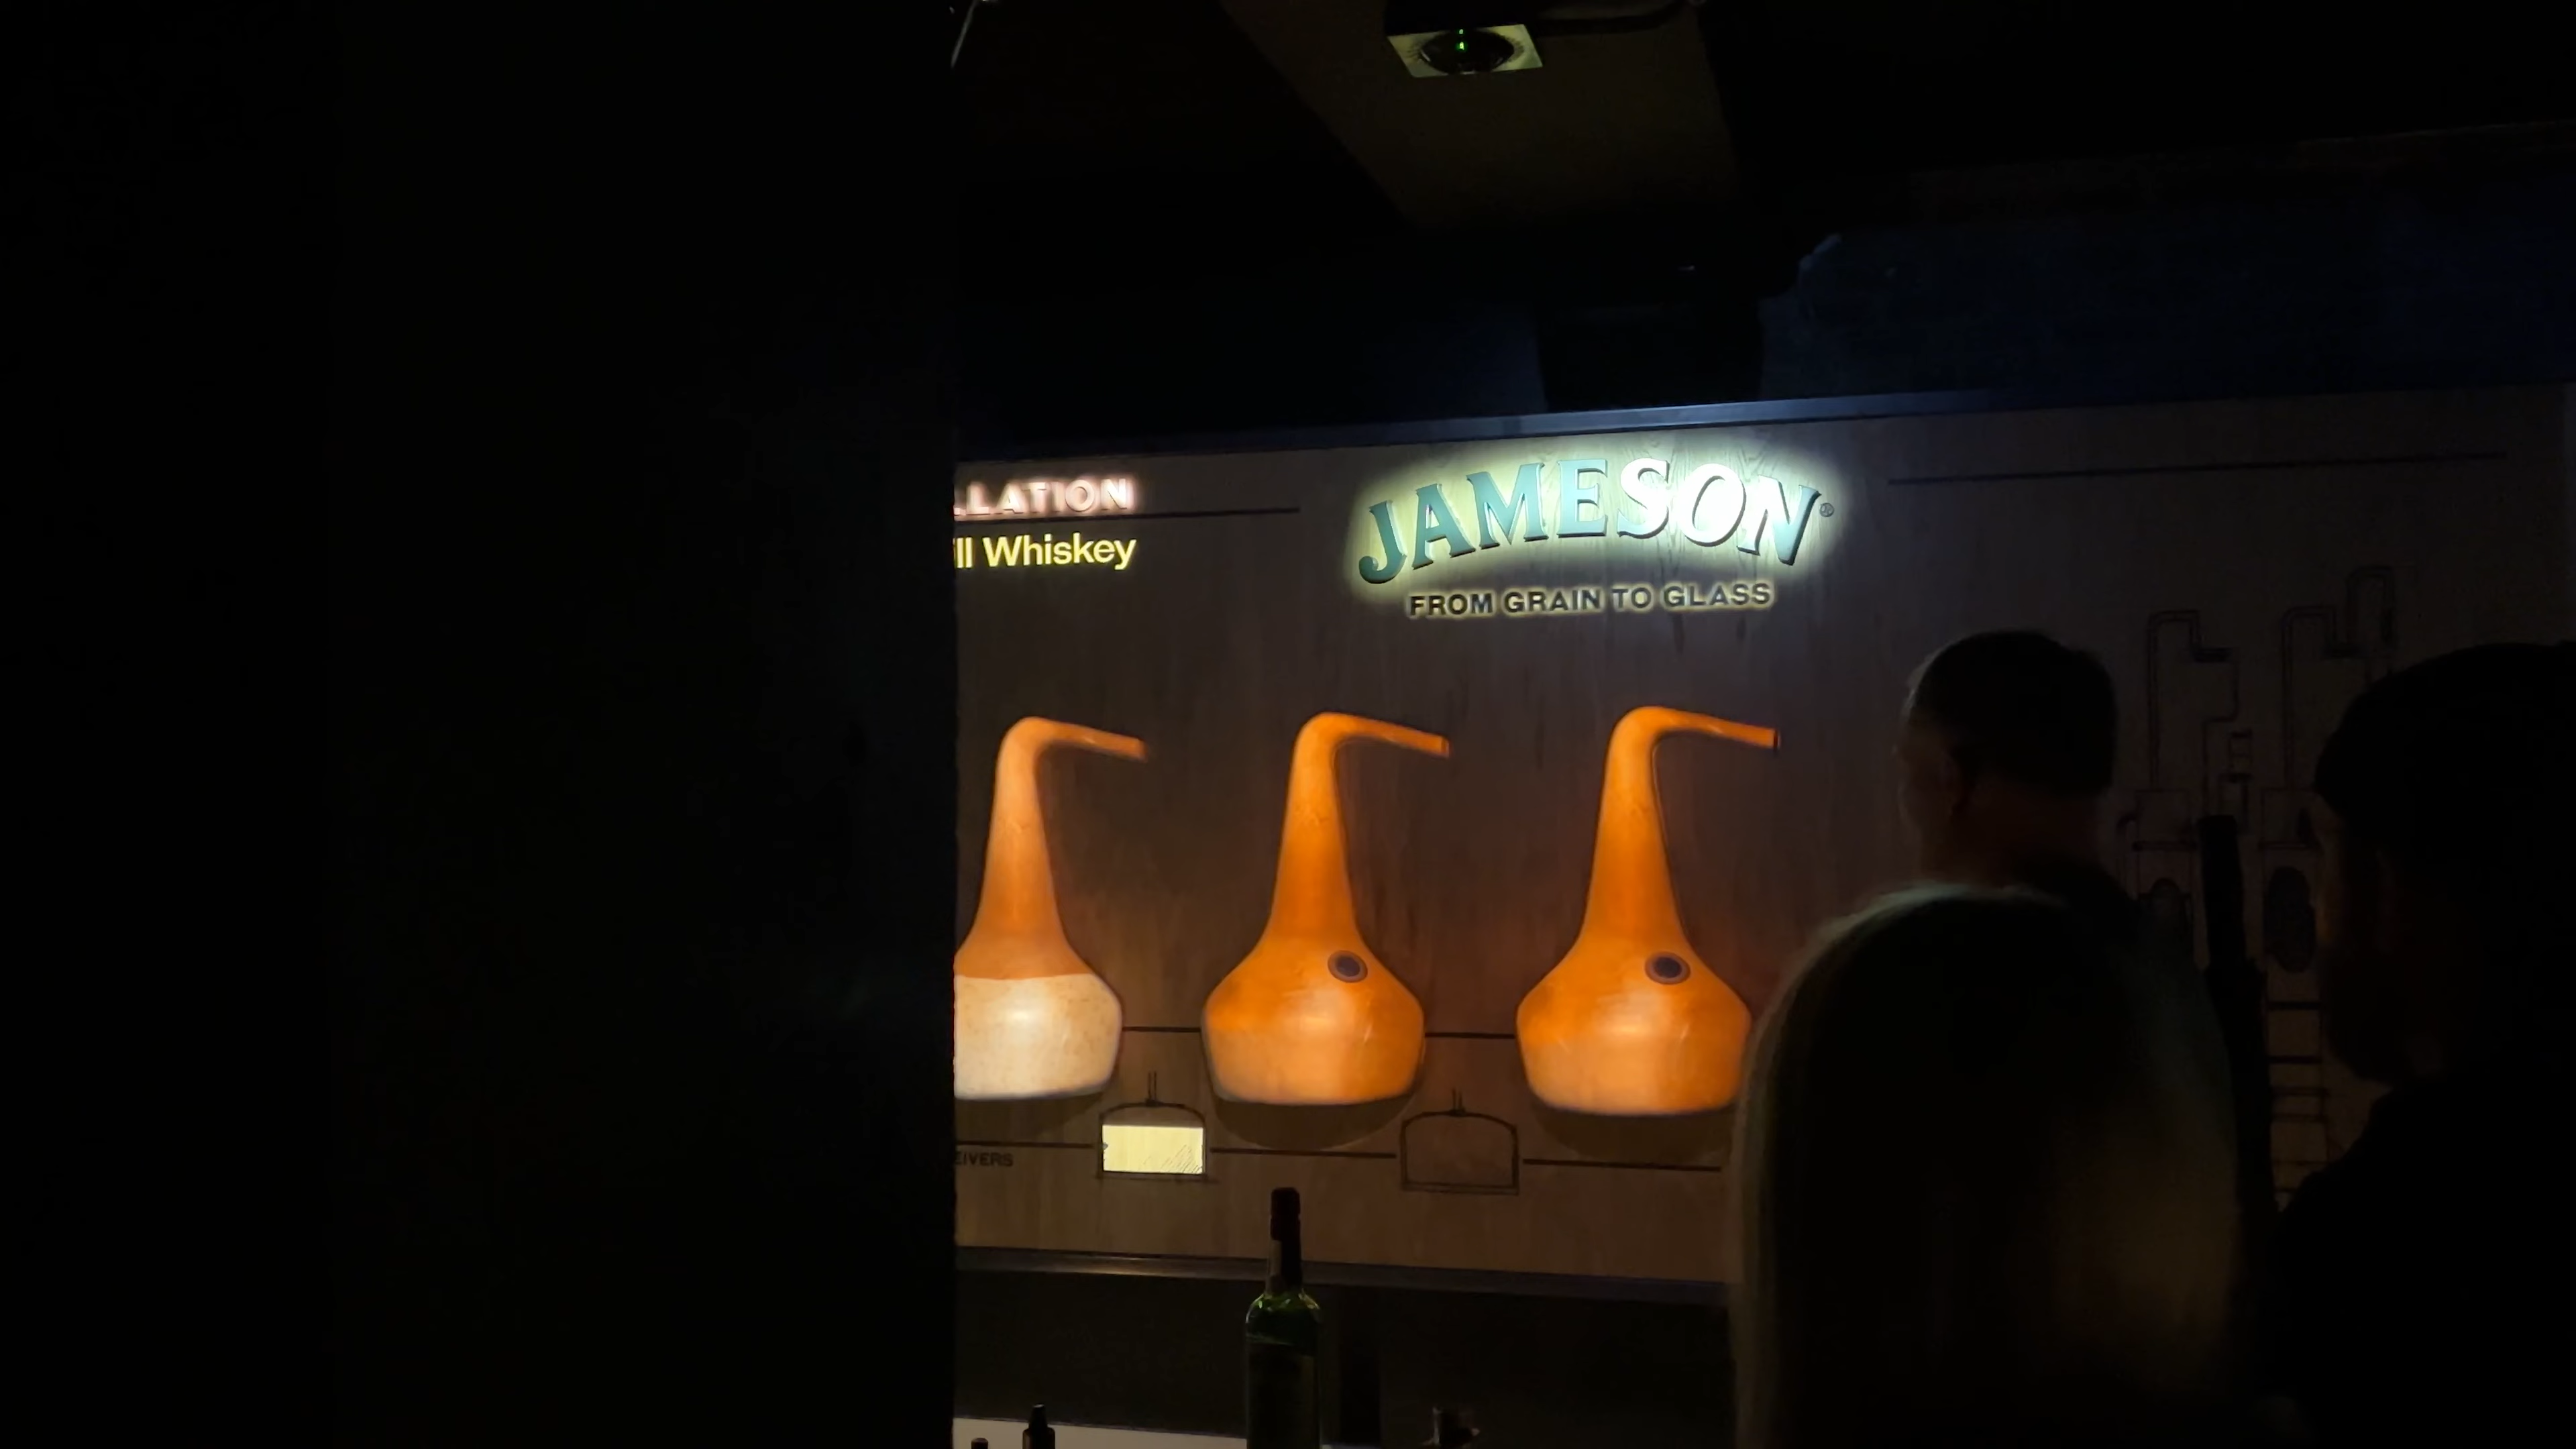 LLATION
ll Whiskey
JAMESON®
FROM GRAIN TO GLASS
EIVERS